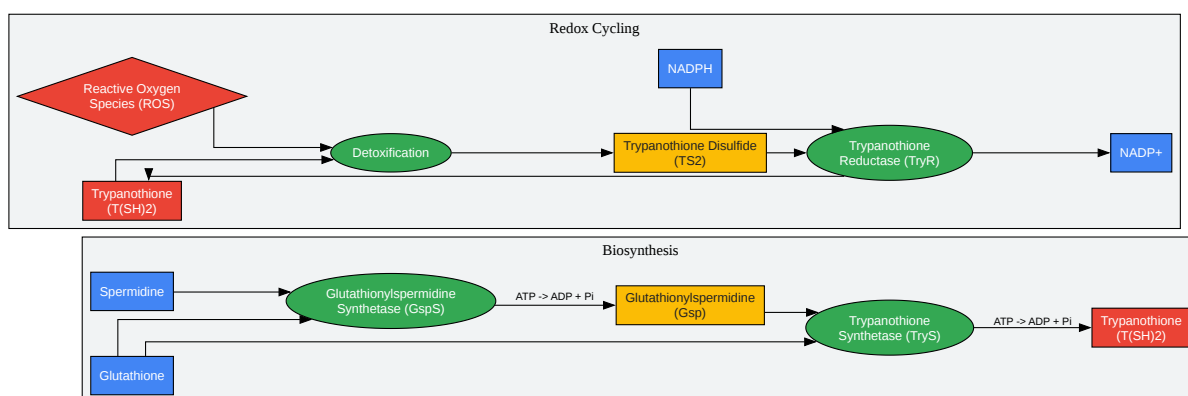 Redox Cycling
NADPH
Reactive Oxygen
Species (ROS)
Detoxification
Trypanothione Disulfide
(TS2)
Trypanothione
Reductase (TryR)
NADP+
Trypanothione
(T(SH)2)
Biosynthesis
Spermidine
Glutathionylspermidine
Synthetase (GspS)
ATP -> ADP + Pi
Glutathionylspermidine
(Gsp)
Trypanothione
Synthetase (TryS)
ATP -> ADP + Pi
Trypanothione
(T(SH)2)
Glutathione